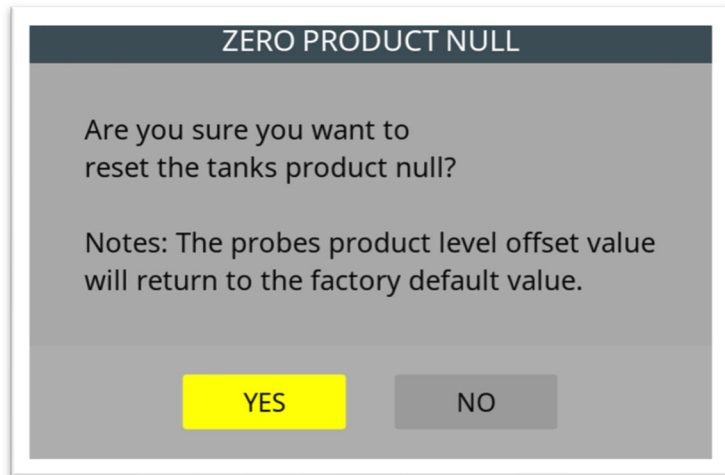 ZERO PRODUCT NULL
Are you sure you want to
reset the tanks product null?
Notes: The probes product level offset value
will return to the factory default value.
YES
NO